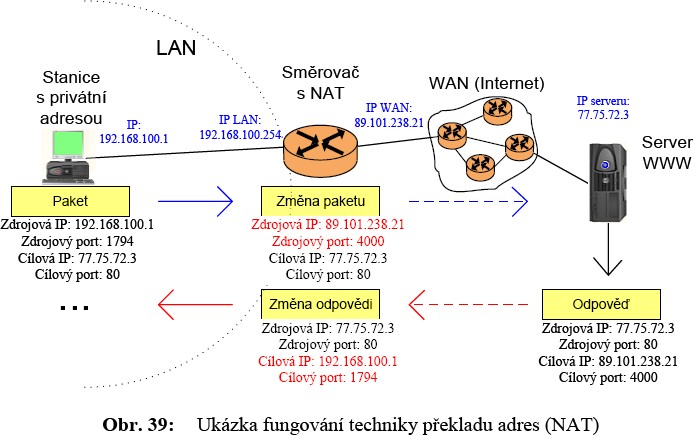 LAN
Stanice
s privátní
adresou
IP:
192.168.100.1
IP LAN:
192.168.100.254
Směrovač
s NAT
IP WAN:
89.101.238.21
WAN (Internet)
IP serveru:
77.75.72.3
Server
WWW
Paket
Zdrojová IP: 192.168.100.1
Zdrojový port: 1794
Cílová IP: 77.75.72.3
Cílový port: 80
Změna paketu
Zdrojová IP: 89.101.238.21
Zdrojový port: 4000
Cílová IP: 77.75.72.3
Cílový port: 80
...
Změna odpovědi
Zdrojová IP: 77.75.72.3
Zdrojový port: 80
Cílová IP: 192.168.100.1
Cílový port: 1794
Odpověď
Zdrojová IP: 77.75.72.3
Zdrojový port: 80
Cílová IP: 89.101.238.21
Cílový port: 4000
Obr. 39: Ukázka fungování techniky překladu adres (NAT)